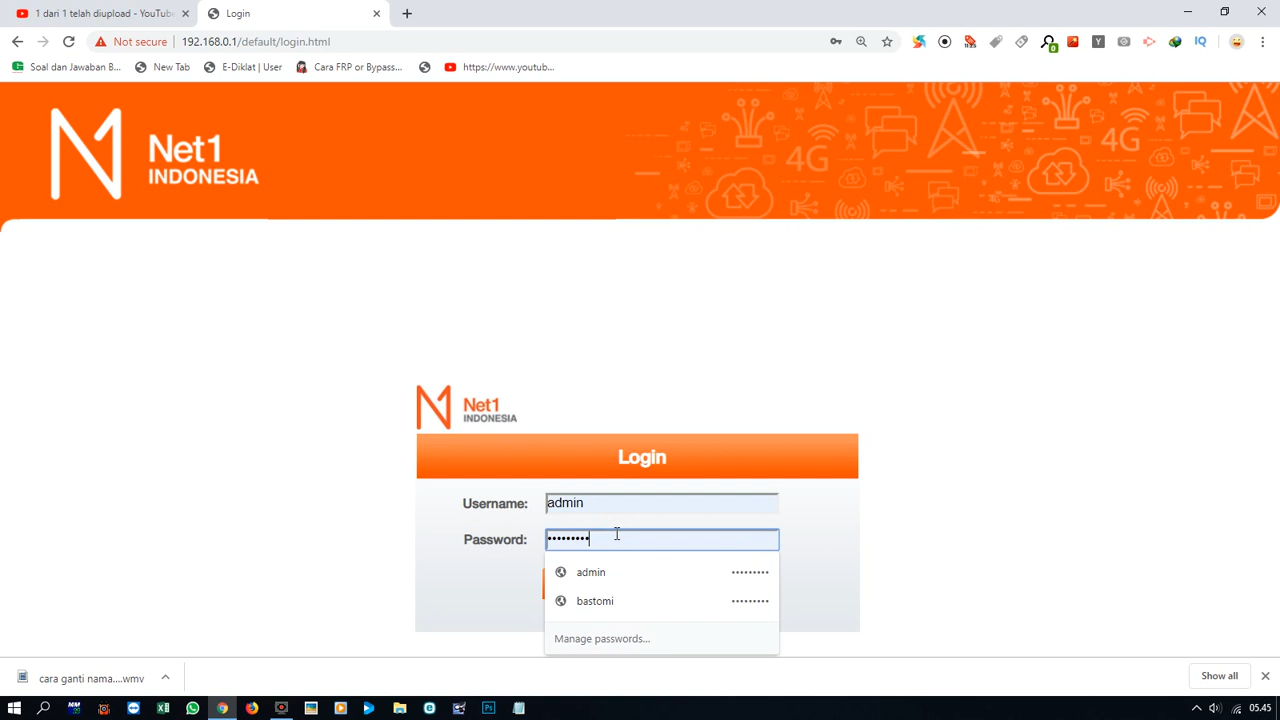 1 dari 1 telah diupload - YouTube
Login
Not secure
192.168.0.1/default/login.html
Soal dan Jawaban B...
New Tab
E-Diklat | User
Cara FRP or Bypass...
https://www.youtub...
Net1
INDONESIA
4G
4G
Net1
INDONESIA
Login
Username:
admin
Password:
•••••••••
admin
•••••••••
bastomi
•••••••••
Manage passwords...
cara ganti nama....wmv
Show all
05.45